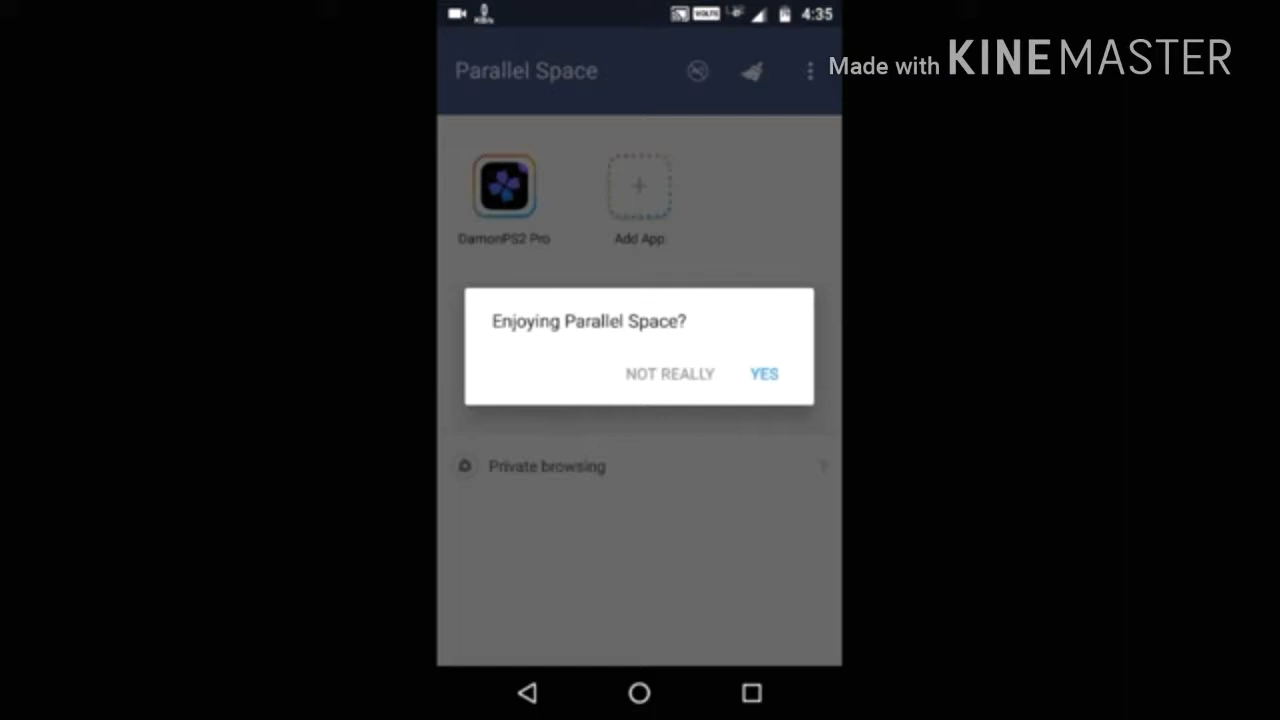 4:35
Parallel Space
Made with KINEMASTER
DamonPS2 Pro
Add App
Enjoying Parallel Space?
NOT REALLY
YES
Private browsing